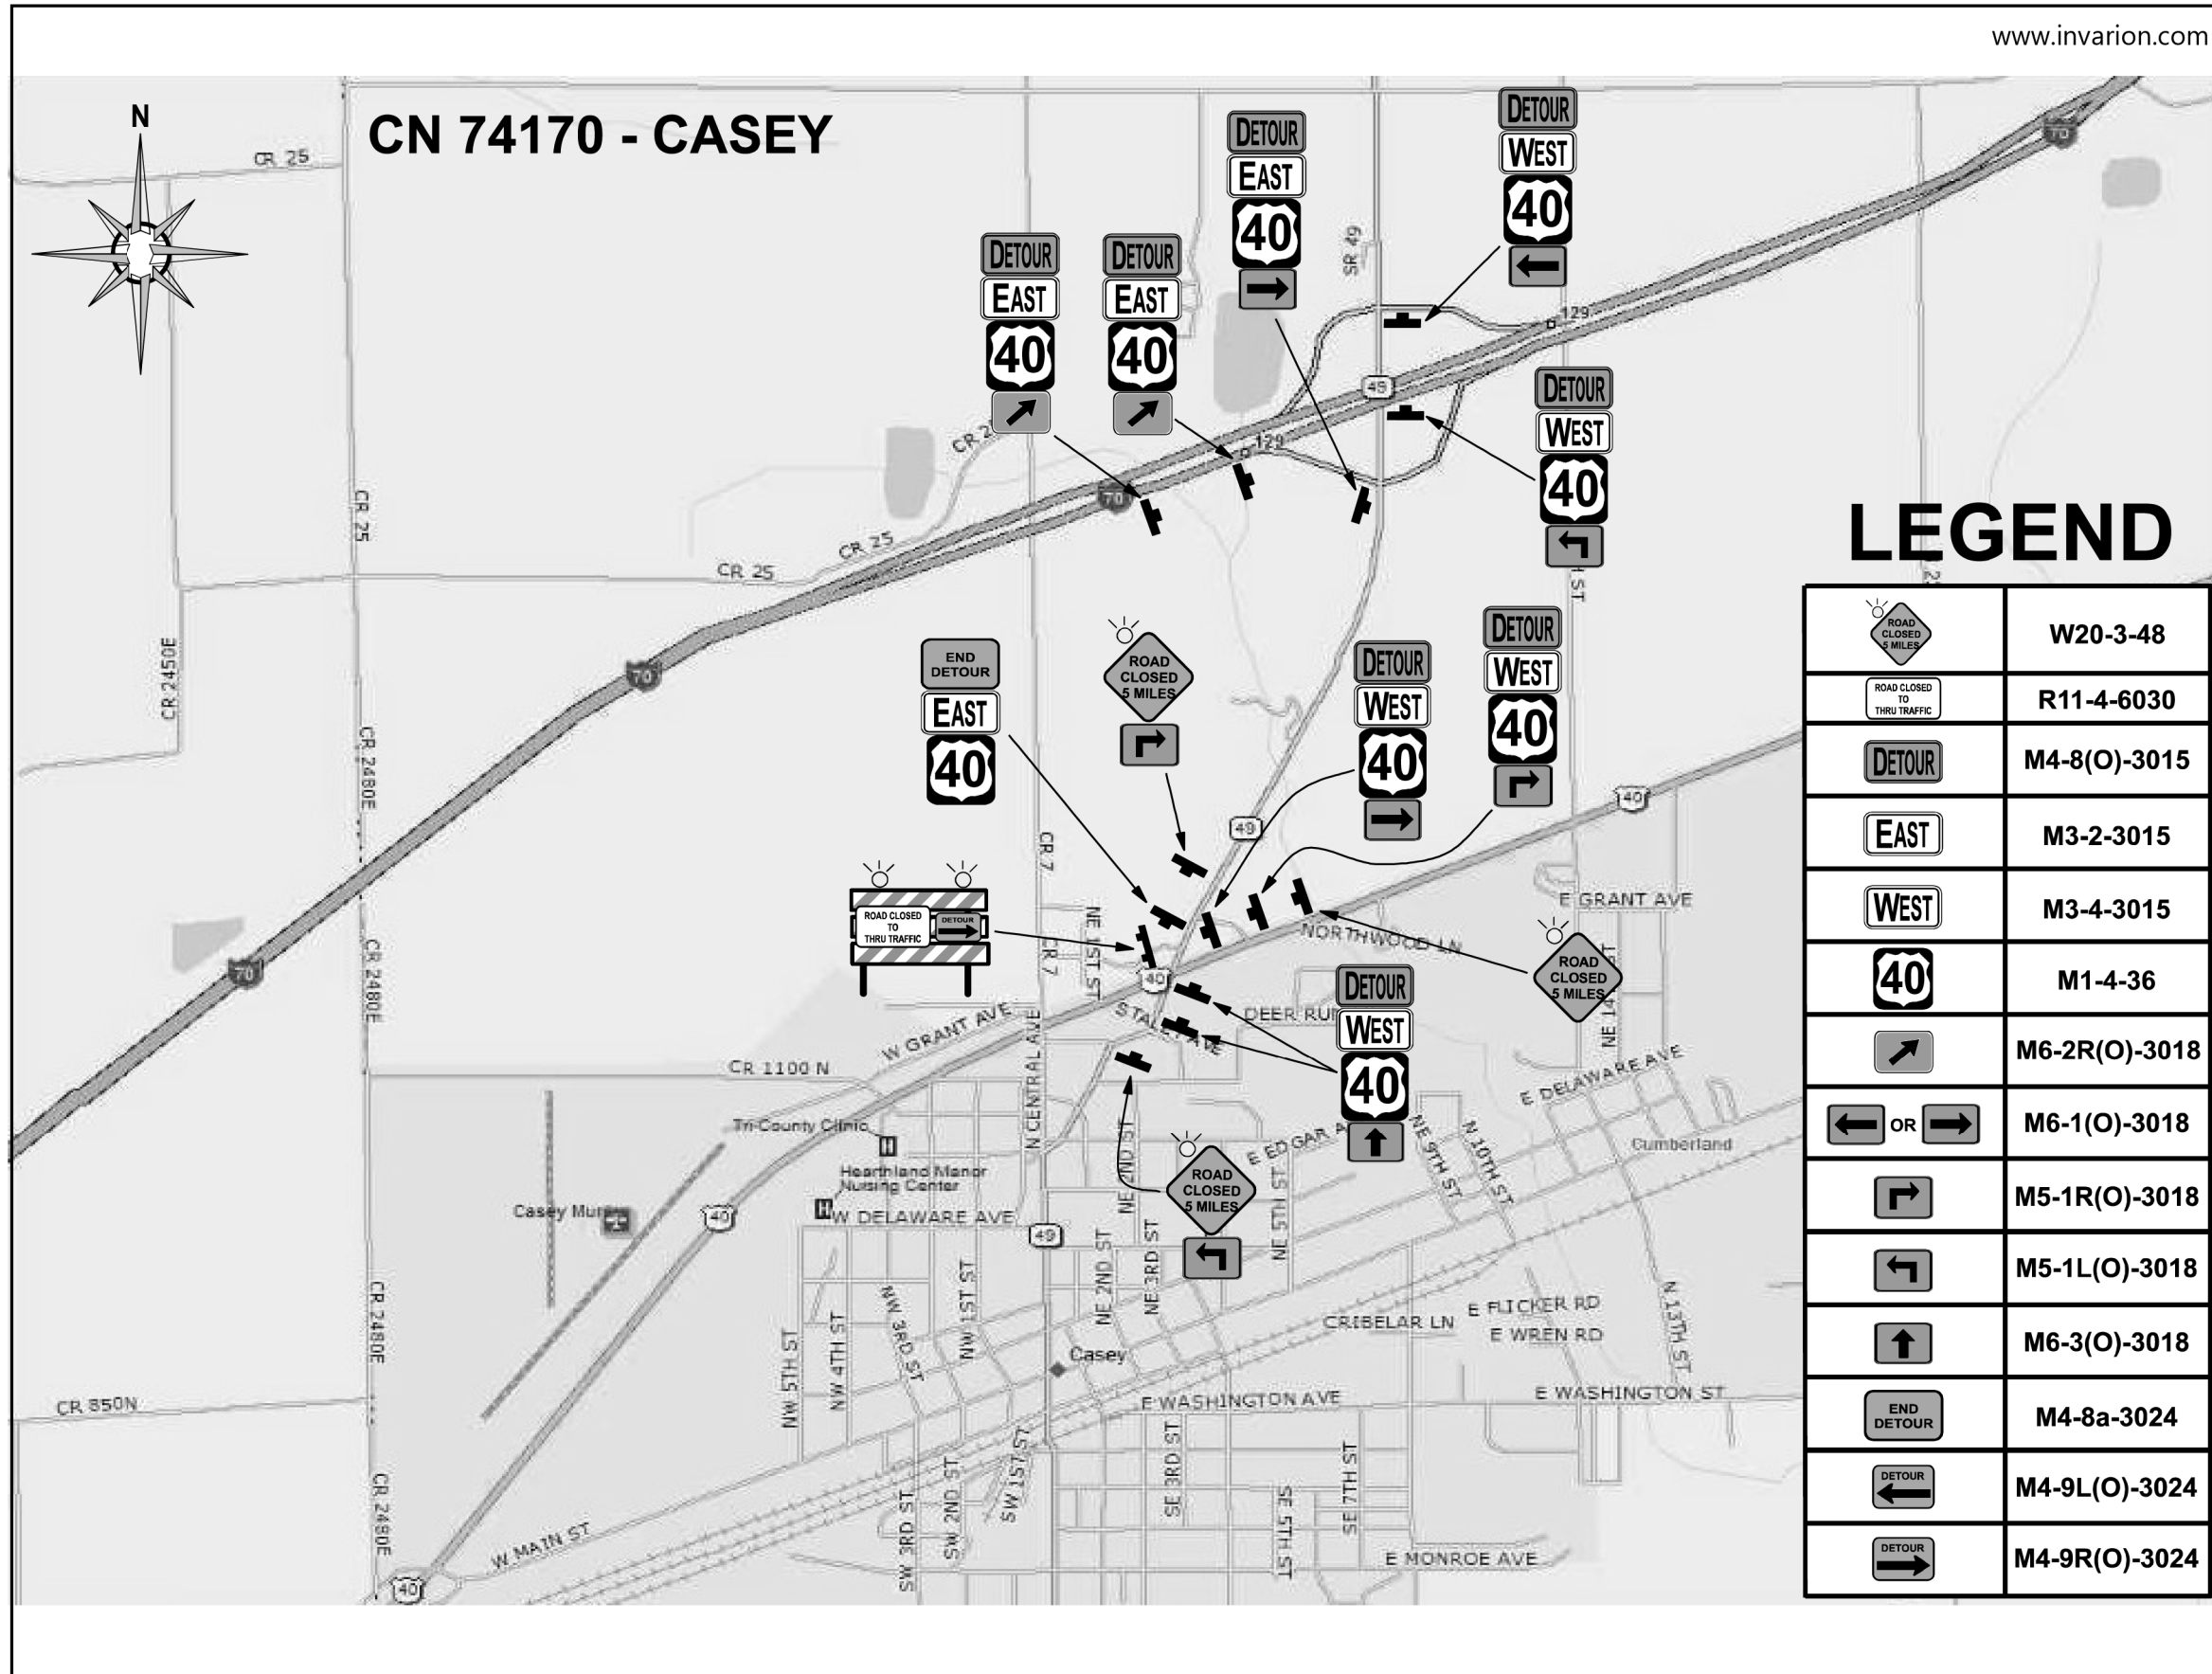 www.invarion.com
N
CN 74170 - CASEY
CR 25
DETOUR
EAST
40
DETOUR
EAST
40
DETOUR
EAST
40
DETOUR
WEST
40
70
SR 49
129
49
129
DETOUR
WEST
40
70
CR 25
CR 25
CR 25
CR 2450E
70
CR 2480E
END
DETOUR
EAST
40
ROAD
CLOSED
5 MILES
DETOUR
WEST
40
DETOUR
WEST
40
49
40
CR 7
CR 7
NE 1ST ST
ROAD CLOSED
TO
THRU TRAFFIC
DETOUR
E GRANT AVE
NORTHWOOD LN
ROAD
CLOSED
5 MILES
40
70
CR 2480E
W GRANT AVE
DEER RUN
DETOUR
WEST
40
N CENTRAL AVE
CR 1100 N
E DELAWARE AVE
Tri-County Clinic
H
Hearthland Manor
Nursing Center
H
W DELAWARE AVE
NE 2ND ST
ROAD
CLOSED
5 MILES
NE 5TH ST
NE 9TH ST
N 10TH ST
Cumberland
40
49
NE 2ND ST
NE 3RD ST
CR 2480E
NW 5TH ST
NW 4TH ST
NW 3RD ST
NW 1ST ST
CRIBELAR LN
E FLICKER RD
E WREN RD
N 13TH ST
Casey
CR 850N
E WASHINGTON AVE
E WASHINGTON ST
CR 2480E
40
W MAIN ST
SW 3RD ST
SW 2ND ST
SW 1ST ST
SE 3RD ST
SE 5TH ST
SE 7TH ST
E MONROE AVE
LEGEND
ROAD
CLOSED
5 MILES
W20-3-48
ROAD CLOSED
TO
THRU TRAFFIC
R11-4-6030
DETOUR
M4-8(O)-3015
EAST
M3-2-3015
WEST
M3-4-3015
40
M1-4-36
M6-2R(O)-3018
OR
M6-1(O)-3018
M5-1R(O)-3018
M5-1L(O)-3018
M6-3(O)-3018
END
DETOUR
M4-8a-3024
DETOUR
M4-9L(O)-3024
DETOUR
M4-9R(O)-3024